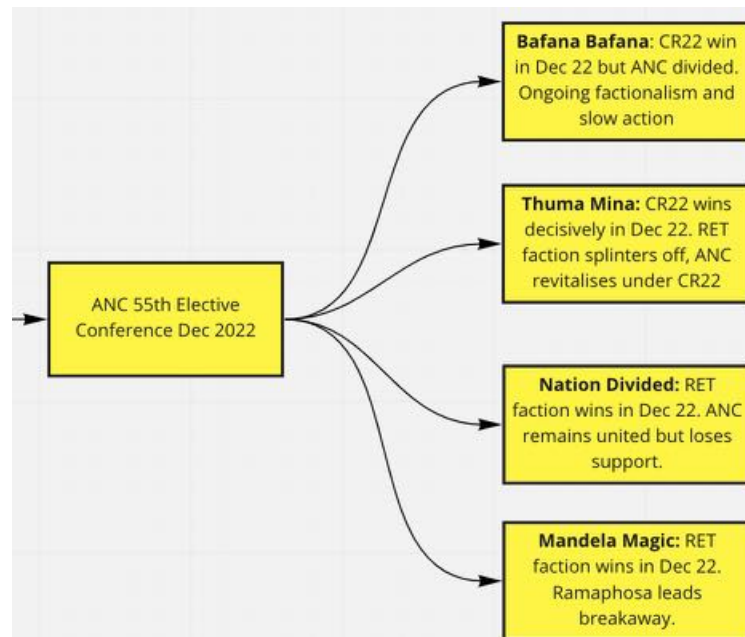 Bafana Bafana: CR22 win
in Dec 22 but ANC divided.
Ongoing factionalism and
slow action
Thuma Mina: CR22 wins
decisively in Dec 22. RET
faction splinters off, ANC
revitalises under CR22
ANC 55th Elective
Conference Dec 2022
Nation Divided: RET
faction wins in Dec 22. ANC
remains united but loses
support.
Mandela Magic: RET
faction wins in Dec 22.
Ramaphosa leads
breakaway.